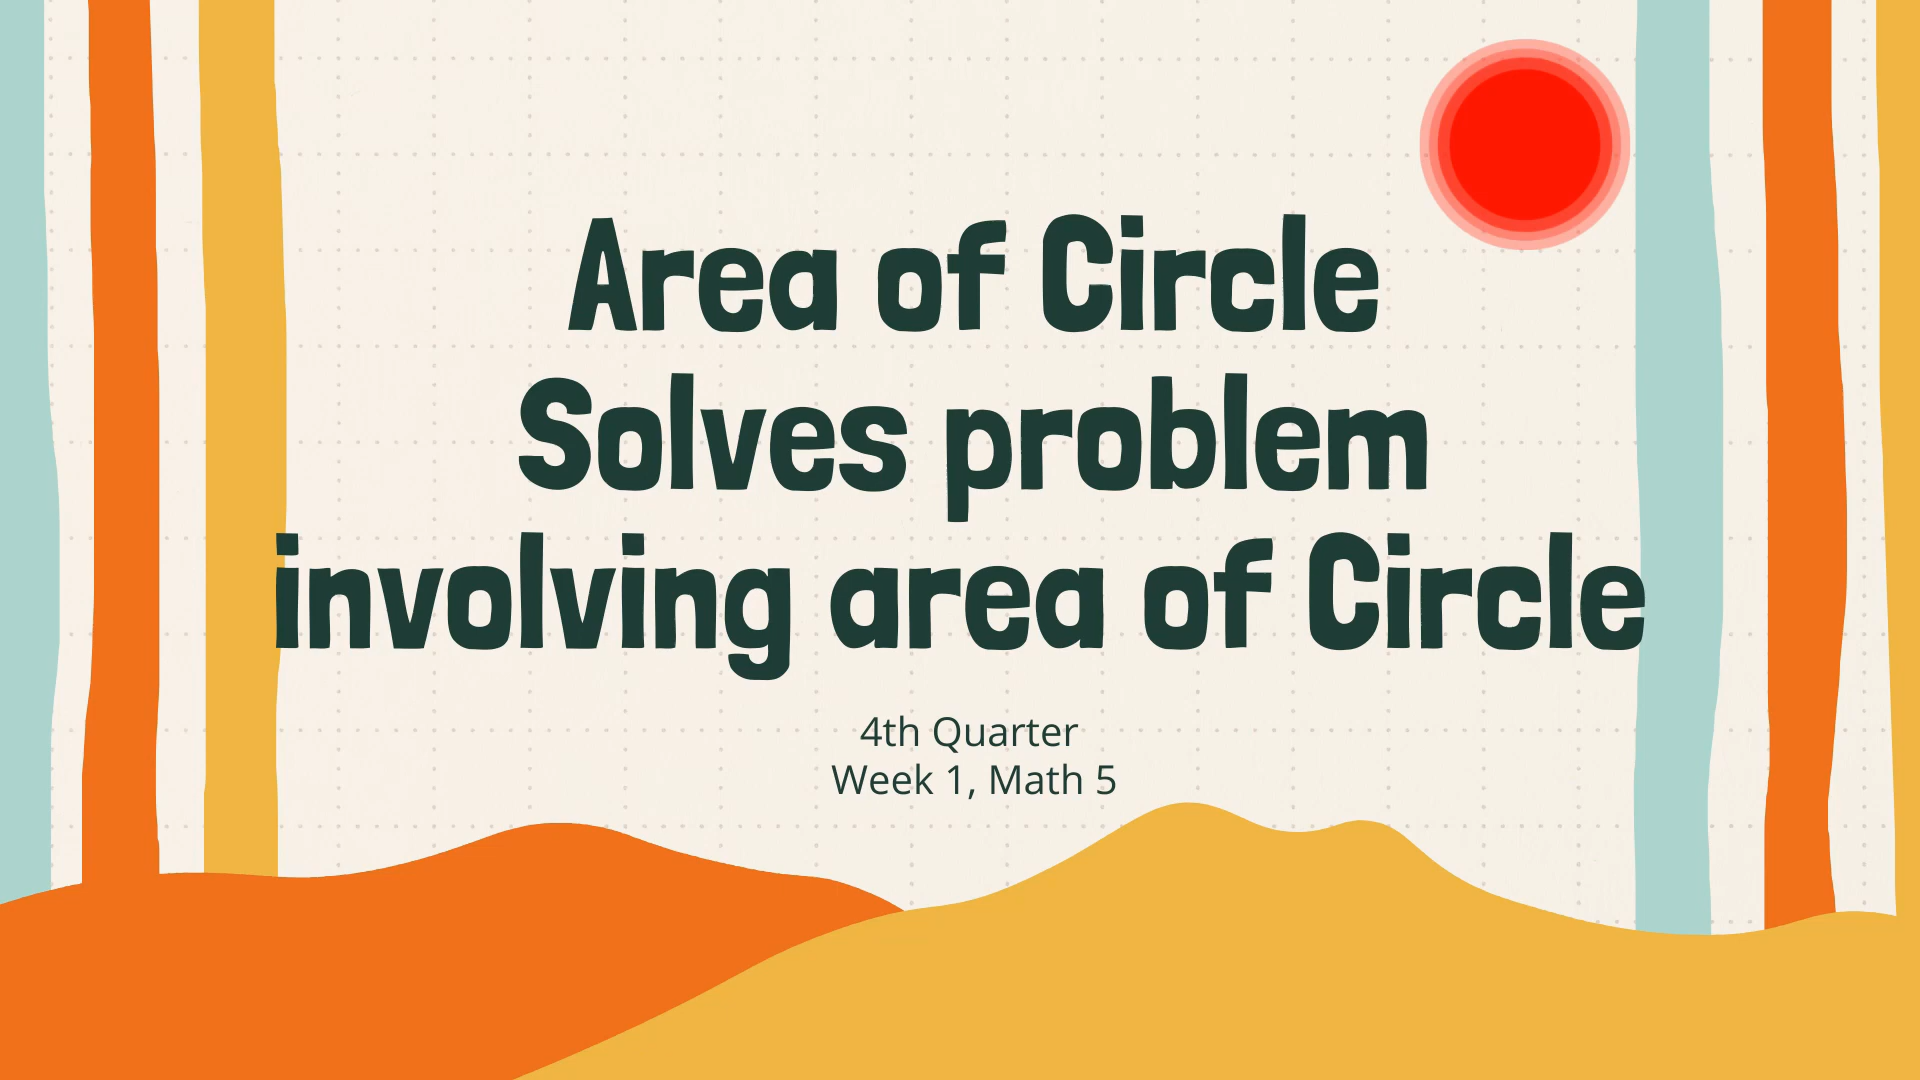 Area of Circle
Solves problem
involving area of Circle
4th Quarter
Week 1, Math 5